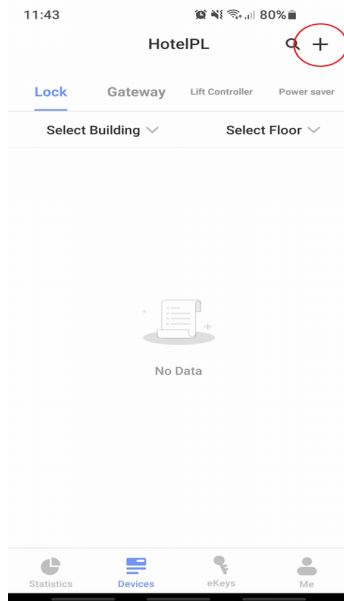 11:43 80%
HotelPL
Lock Gateway Lift Controller Power saver
Select Building Select Floor
No Data
Statistics Devices eKeys Me